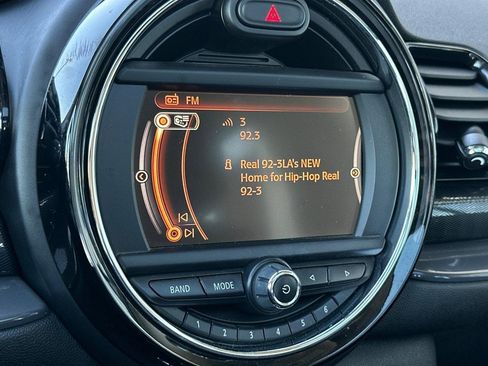 FM
3
92.3
Real 92-3LA's NEW
Home for Hip-Hop Real
92-3
BAND MODE
1 2 3 4 5 6